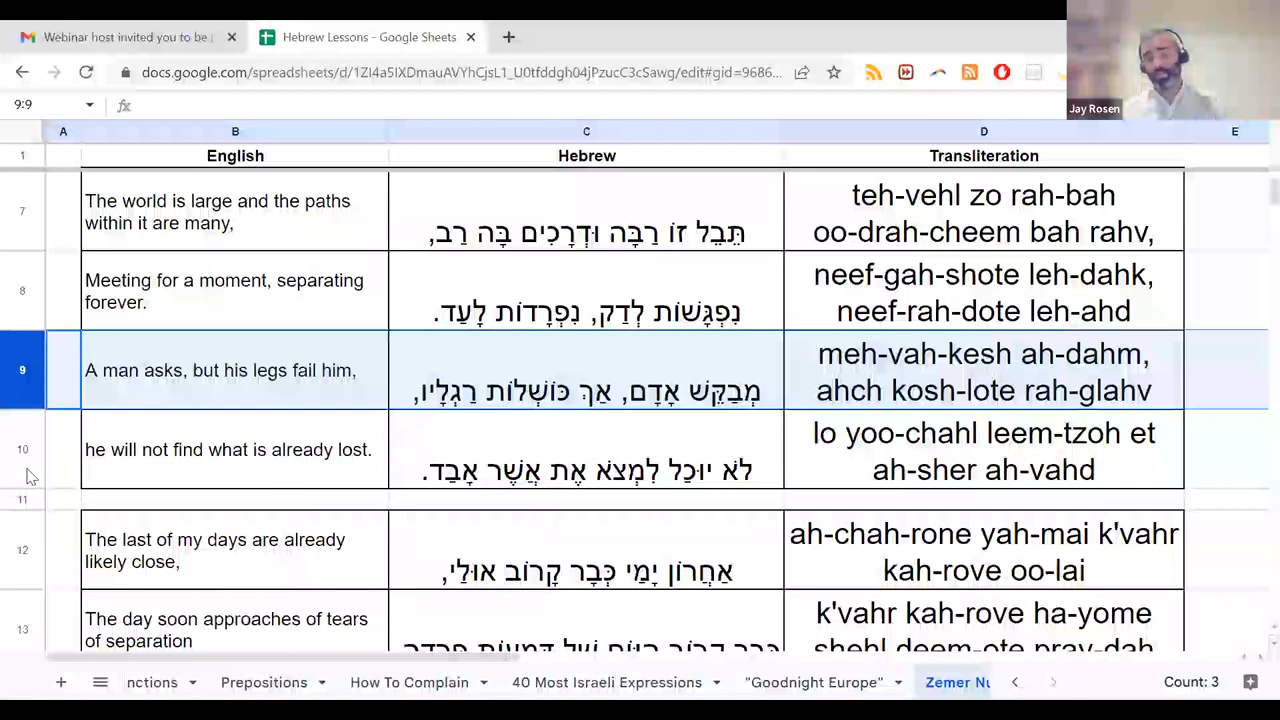 Webinar host invited you to be
Hebrew Lessons - Google Sheets
docs.google.com/spreadsheets/d/1ZI4a5IXDmauAVYhCjsL1_U0tfddgh04jPzucC3cSawg/edit#gid=9686...
Jay Rosen
9:9
fx
A B C D E
1 English Hebrew Transliteration
7
The world is large and the paths
within it are many,
תֵּבֵל זוֹ רַבָּה וּדְרָכִים בָּהּ רַב,
teh-vehl zo rah-bah
oo-drah-cheem bah rahv,
8
Meeting for a moment, separating
forever.
נִפְגָּשׁוֹת לְדַק, נִפְרָדוֹת לָעַד.
neef-gah-shote leh-dahk,
neef-rah-dote leh-ahd
9
A man asks, but his legs fail him,
מְבַקֵּשׁ אָדָם, אַךְ כּוֹשְׁלוֹת רַגְלָיו,
meh-vah-kesh ah-dahm,
ahch kosh-lote rah-glahv
10
he will not find what is already lost.
לֹא יוּכַל לִמְצֹא אֶת אֲשֶׁר אָבַד.
lo yoo-chahl leem-tzoh et
ah-sher ah-vahd
11
12
The last of my days are already
likely close,
אַחֲרוֹן יָמַי כְּבָר קָרוֹב אוּלַי,
ah-chah-rone yah-mai k'vahr
kah-rove oo-lai
13
The day soon approaches of tears
of separation
כְּבָר קָרוֹב הַיּוֹם שֶׁל דִּמְעוֹת פְּרֵדָה
k'vahr kah-rove ha-yome
shehl deem-ote pray-dah
nctions
Prepositions
How To Complain
40 Most Israeli Expressions
"Goodnight Europe"
Zemer Nu
Count: 3